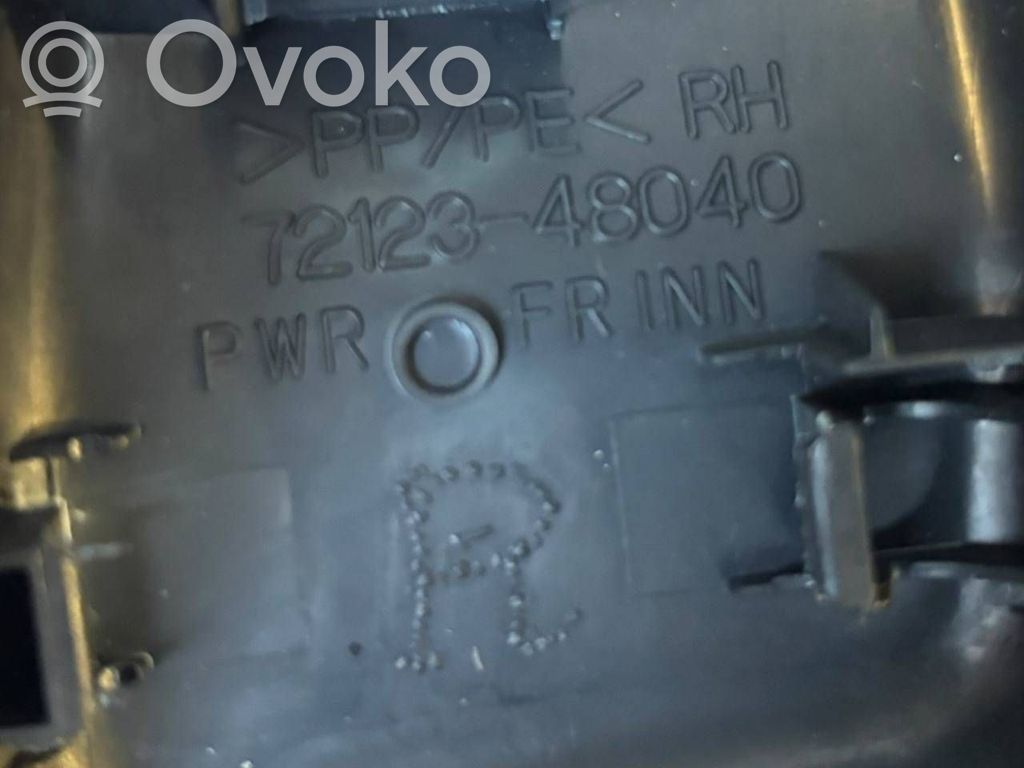 Ovoko
>PP/PE< RH
72123-48040
PWR FR INN
R